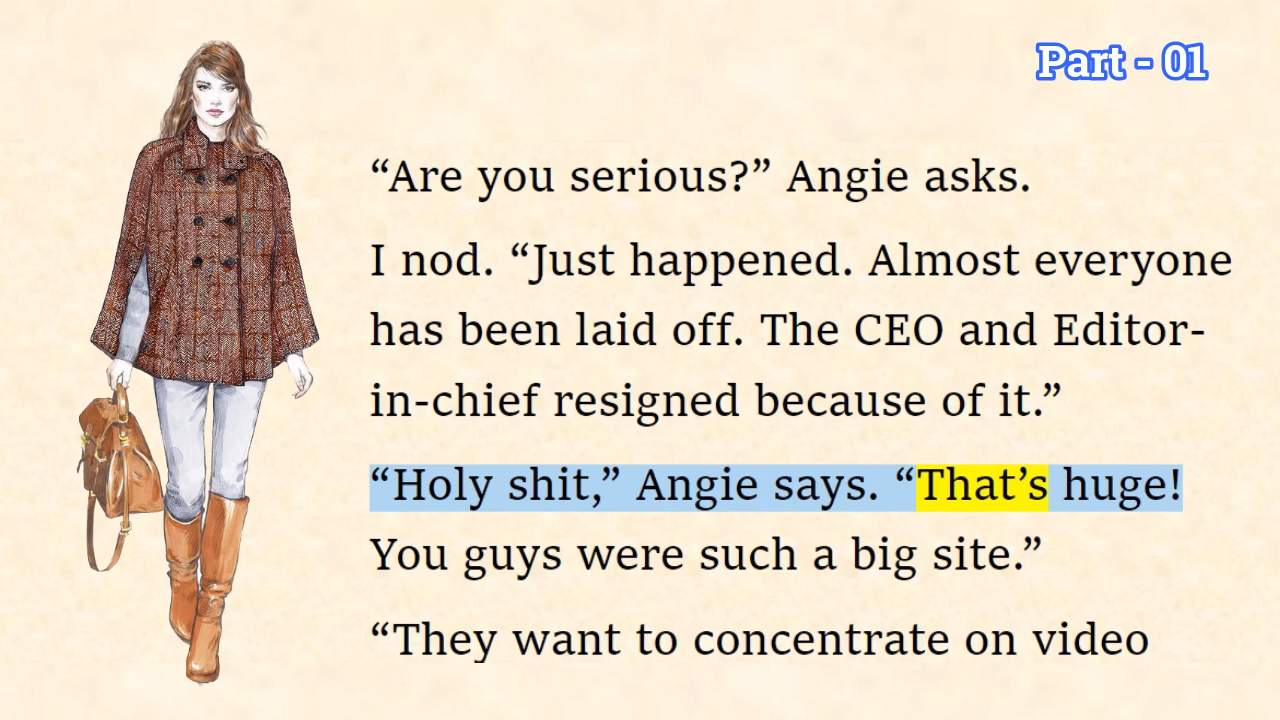 Part - 01
“Are you serious?” Angie asks.
I nod. “Just happened. Almost everyone
has been laid off. The CEO and Editor-
in-chief resigned because of it.”
“Holy shit,” Angie says. “That’s huge!
You guys were such a big site.”
“They want to concentrate on video